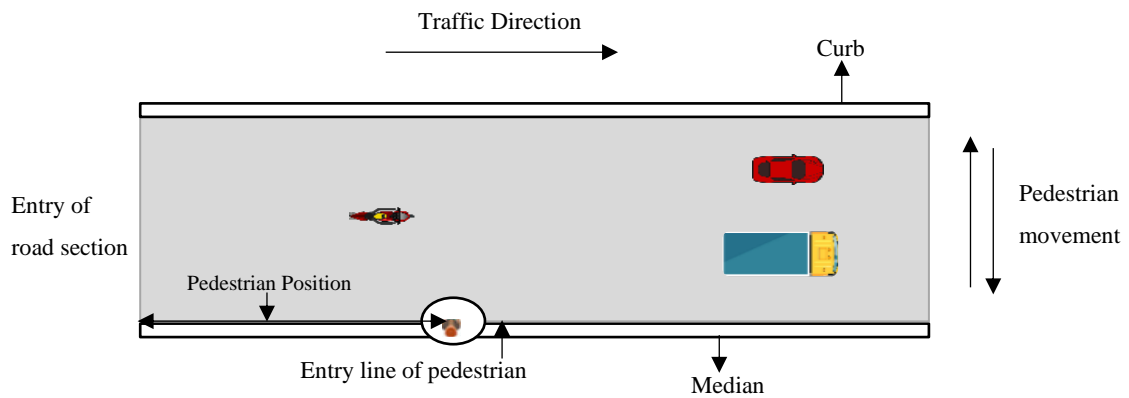 Traffic Direction
Curb
Entry of
road section
Pedestrian
movement
Pedestrian Position
Entry line of pedestrian
Median